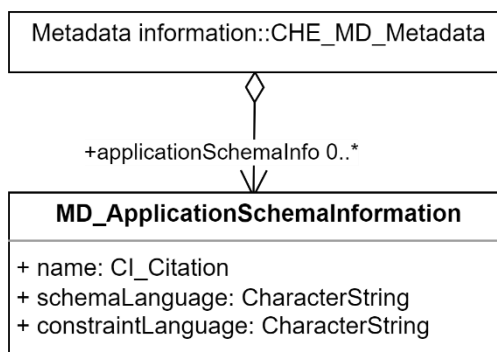 Metadata information::CHE_MD_Metadata
+applicationSchemaInfo 0..*
MD_ApplicationSchemaInformation
+ name: CI_Citation
+ schemaLanguage: CharacterString
+ constraintLanguage: CharacterString